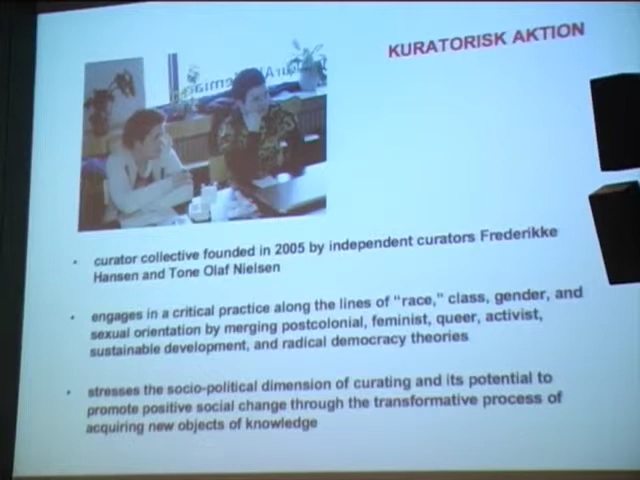 KURATORISK AKTION
curator collective founded in 2005 by independent curators Frederikke
Hansen and Tone Olaf Nielsen
engages in a critical practice along the lines of "race," class, gender, and
sexual orientation by merging postcolonial, feminist, queer, activist,
sustainable development, and radical democracy theories
stresses the socio-political dimension of curating and its potential to
promote positive social change through the transformative process of
acquiring new objects of knowledge